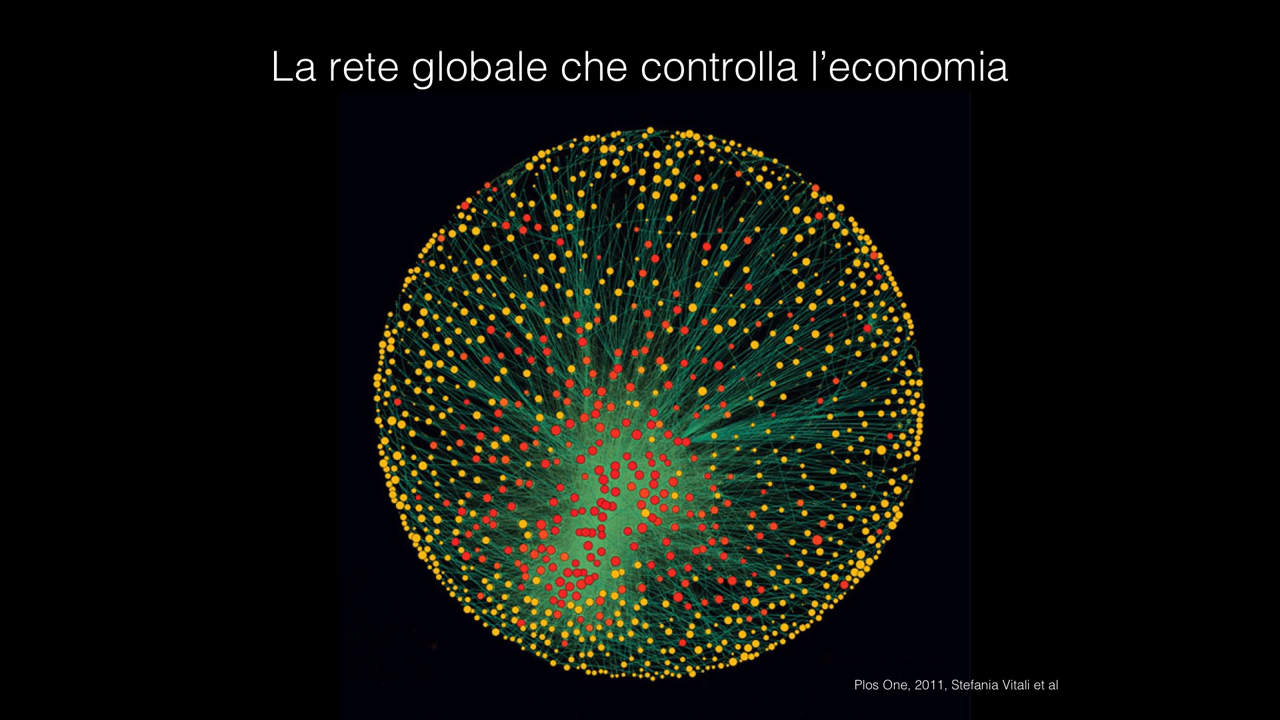 La rete globale che controlla l’economia
Plos One, 2011, Stefania Vitali et al